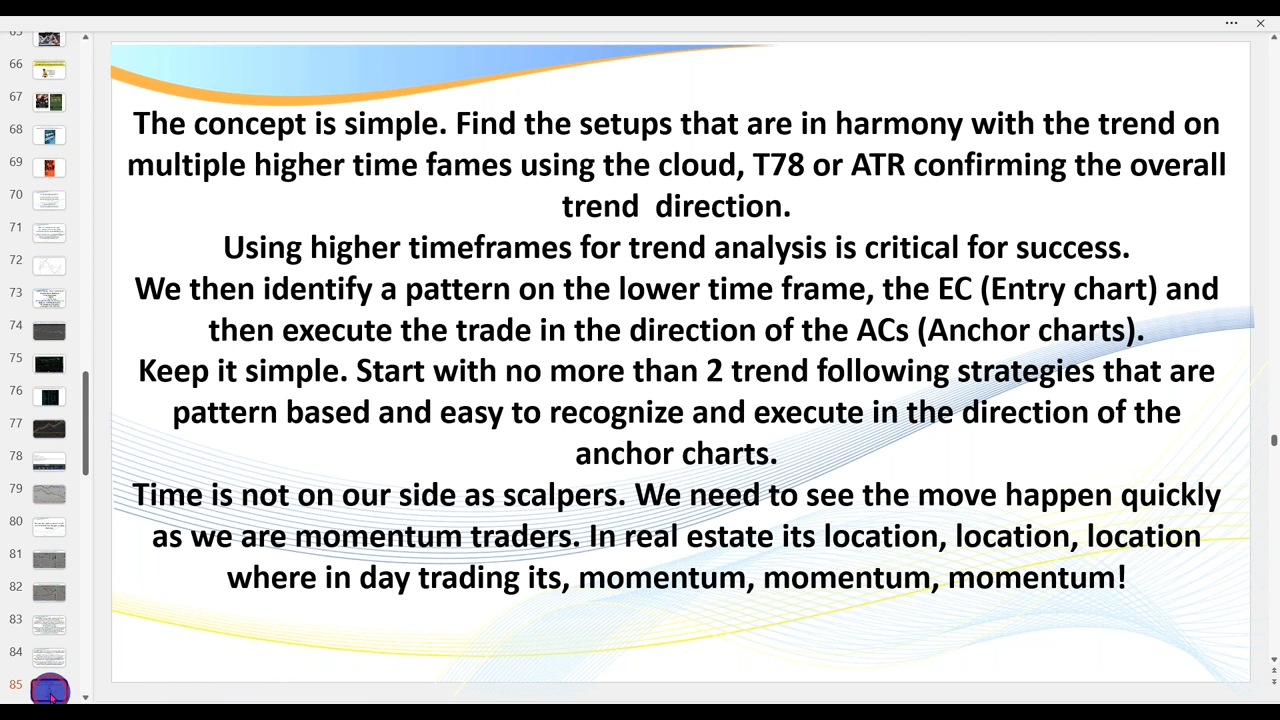 65
66
67
68
69
70
71
72
73
74
75
76
77
78
79
80
81
82
83
84
85
The concept is simple. Find the setups that are in harmony with the trend on
multiple higher time fames using the cloud, T78 or ATR confirming the overall
trend  direction.
Using higher timeframes for trend analysis is critical for success.
We then identify a pattern on the lower time frame, the EC (Entry chart) and
then execute the trade in the direction of the ACs (Anchor charts).
Keep it simple. Start with no more than 2 trend following strategies that are
pattern based and easy to recognize and execute in the direction of the
anchor charts.
Time is not on our side as scalpers. We need to see the move happen quickly
as we are momentum traders. In real estate its location, location, location
where in day trading its, momentum, momentum, momentum!